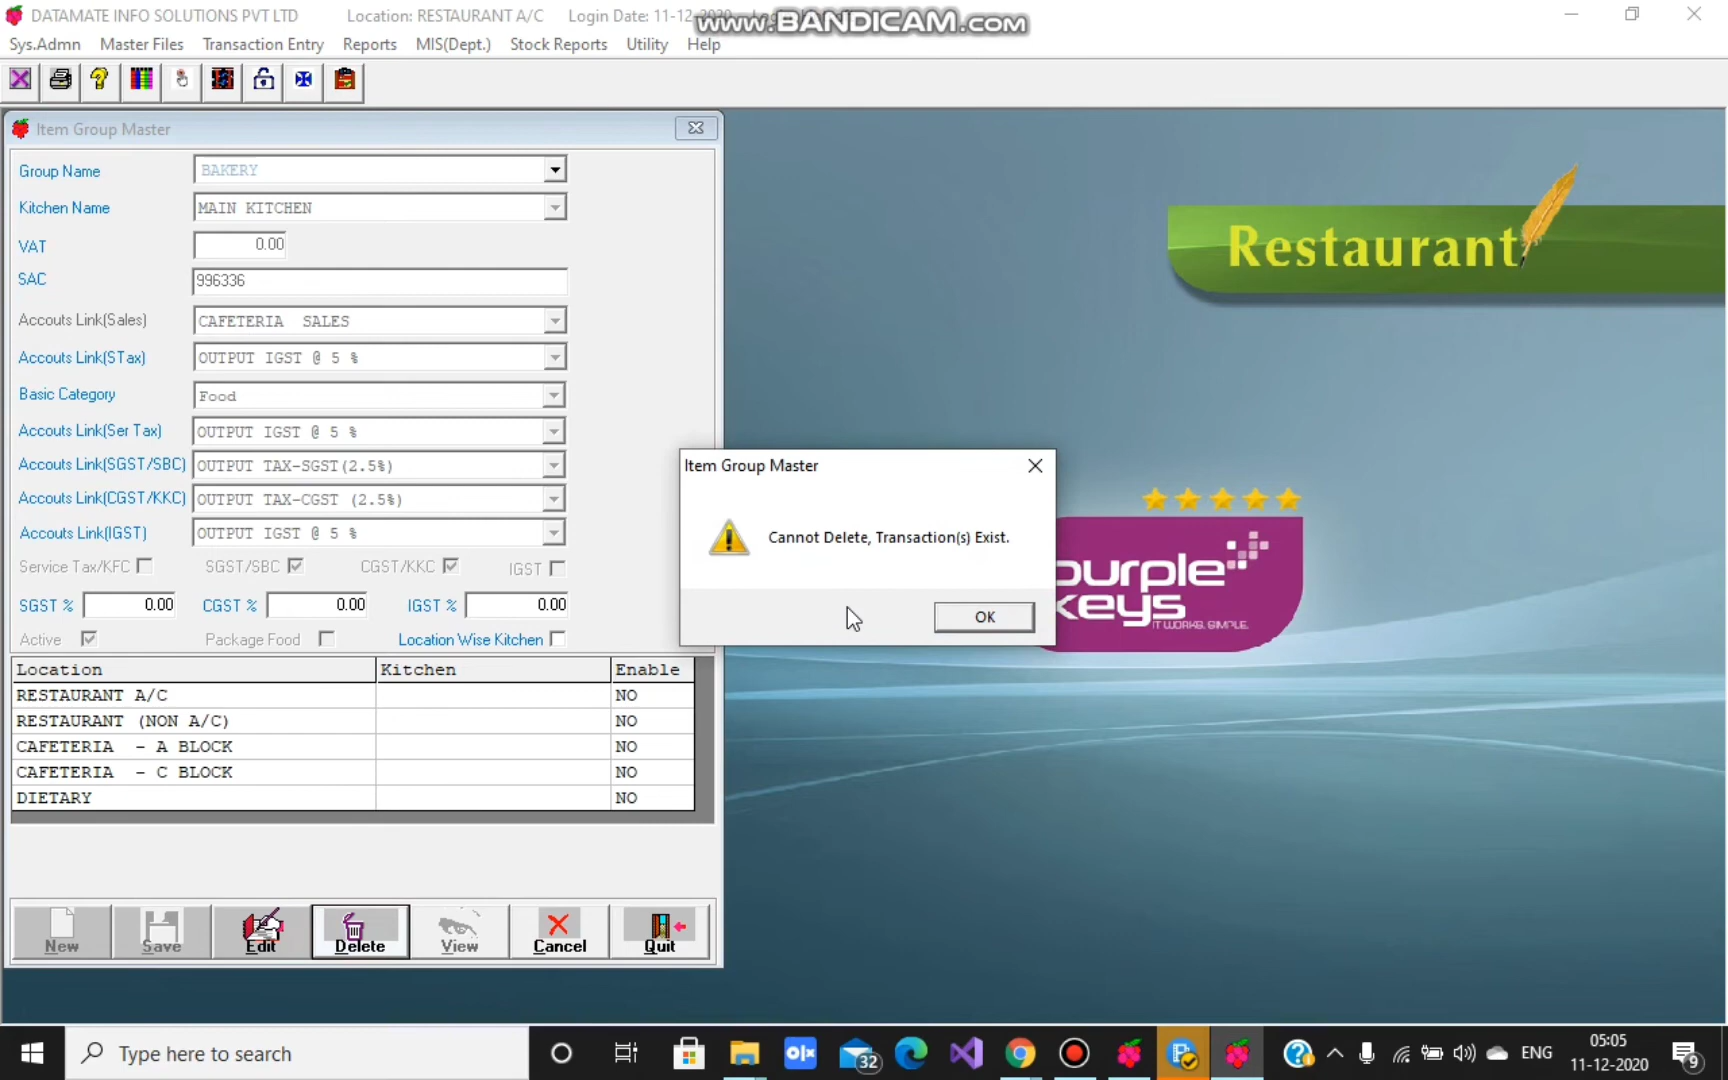 DATAMATE INFO SOLUTIONS PVT LTD Location: RESTAURANT A/C Login Date: 11-12-2020
www.BANDICAM.com
Sys.Admn Master Files Transaction Entry Reports MIS(Dept.) Stock Reports Utility Help
Item Group Master
Group Name BAKERY
Kitchen Name MAIN KITCHEN
VAT 0.00
SAC 996336
Accouts Link(Sales) CAFETERIA SALES
Accouts Link(STax) OUTPUT IGST @ 5 %
Basic Category Food
Accouts Link(Ser Tax) OUTPUT IGST @ 5 %
Accouts Link(SGST/SBC) OUTPUT TAX-SGST(2.5%)
Accouts Link(CGST/KKC) OUTPUT TAX-CGST (2.5%)
Accouts Link(IGST) OUTPUT IGST @ 5 %
Service Tax/KFC SGST/SBC CGST/KKC IGST
SGST % 0.00 CGST % 0.00 IGST % 0.00
Active Package Food Location Wise Kitchen
Location Kitchen Enable
RESTAURANT A/C NO
RESTAURANT (NON A/C) NO
CAFETERIA - A BLOCK NO
CAFETERIA - C BLOCK NO
DIETARY NO
New Save Edit Delete View Cancel Quit
Restaurant
Item Group Master
Cannot Delete, Transaction(s) Exist.
OK
purple
keys
IT WORKS. SIMPLE.
Type here to search
OLX
32
ENG
05:05
11-12-2020
9